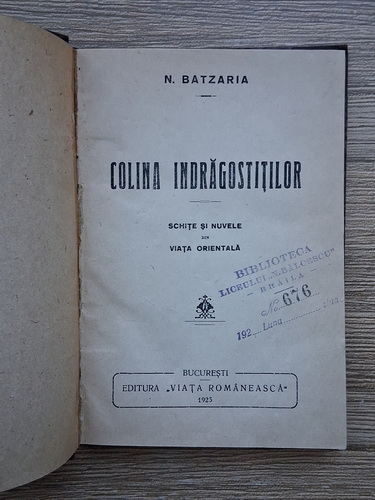 N. BATZARIA
COLINA INDRĂGOSTIȚILOR
SCHIȚE ȘI NUVELE
DIN
VIAȚA ORIENTALĂ
BIBLIOTECA
LICEULUI „N. BĂLCESCU"
— BRĂILA —
No. 676
192... Luna
BUCUREȘTI
EDITURA „VIAȚA ROMÂNEASCĂ"
1923